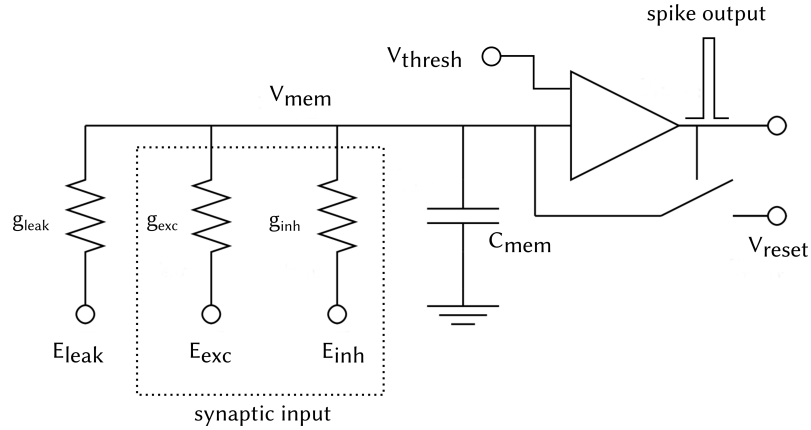 spike output
Vthresh
Vmem
gleak
gexc
ginh
Cmem
Vreset
Eleak
Eexc
Einh
synaptic input